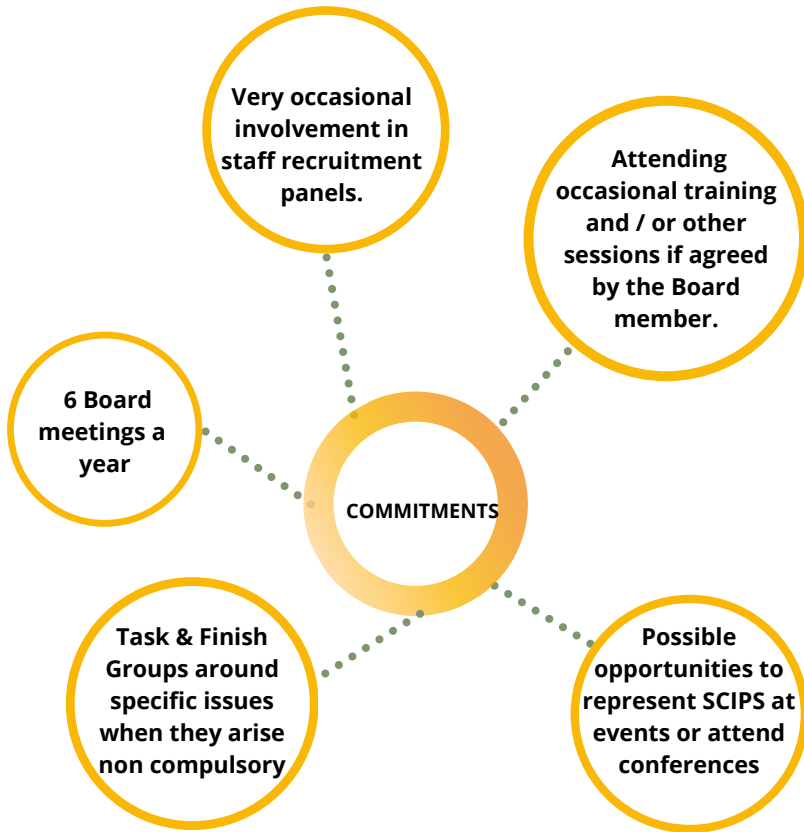 Very occasional
involvement in
staff recruitment
panels.
Attending
occasional training
and / or other
sessions if agreed
by the Board
member.
6 Board
meetings a
year
COMMITMENTS
Task & Finish
Groups around
specific issues
when they arise
non compulsory
Possible
opportunities to
represent SCIPS at
events or attend
conferences